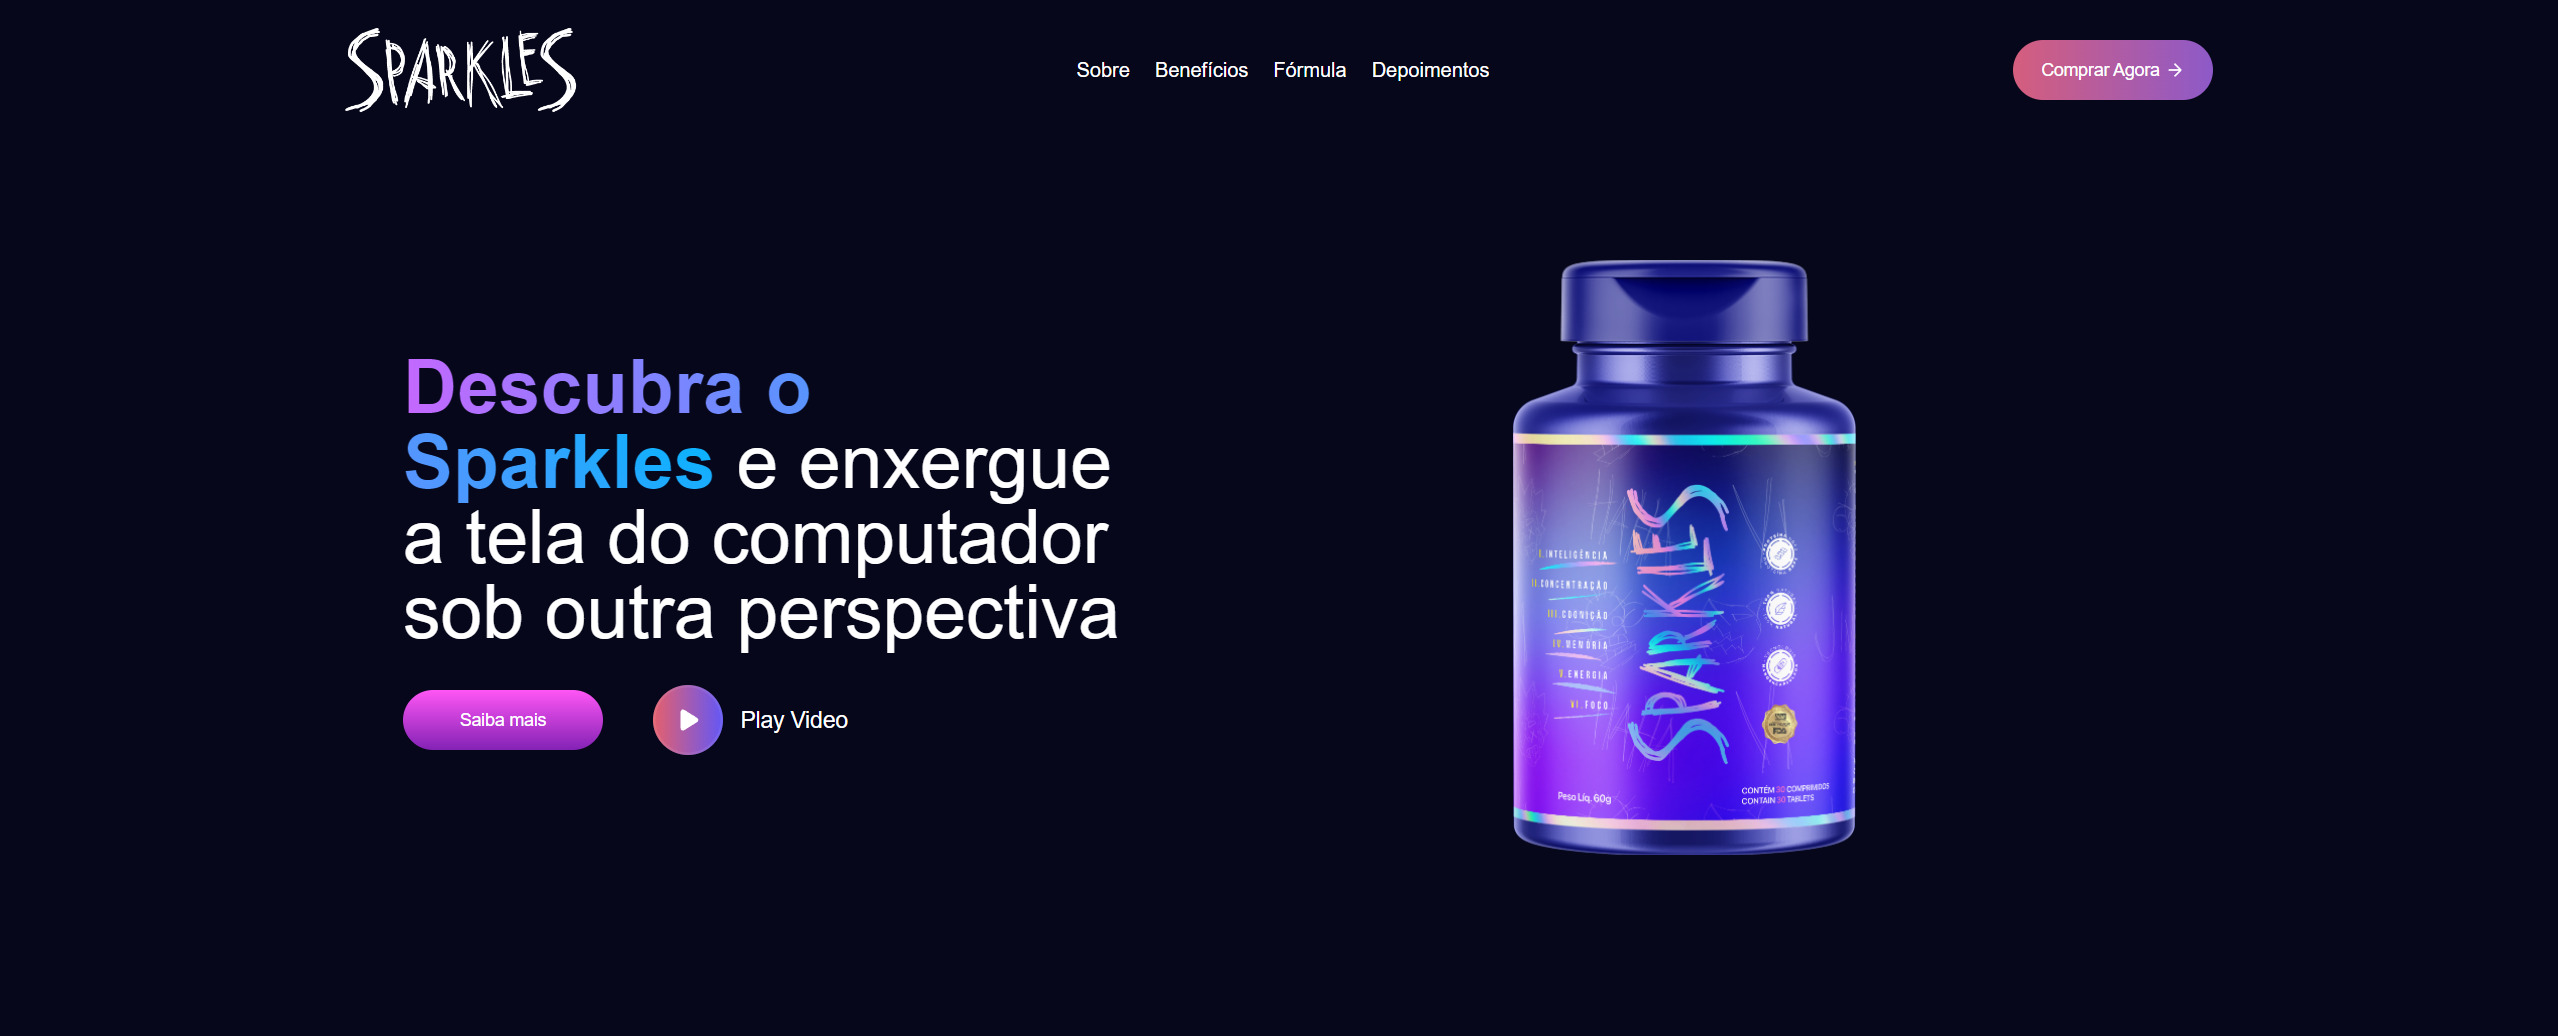 SPARKLES
Sobre
Benefícios
Fórmula
Depoimentos
Comprar Agora
Descubra o
Sparkles e enxergue
a tela do computador
sob outra perspectiva
Saiba mais
Play Video
I.INTELIGÊNCIA
II CONCENTRAÇÃO
III.COGNIÇÃO
IV.MEMÓRIA
V.ENERGIA
VI.FOCO
SPARKLES
Peso Líq. 60g
CONTÉM 30 COMPRIMIDOS
CONTAIN 30 TABLETS